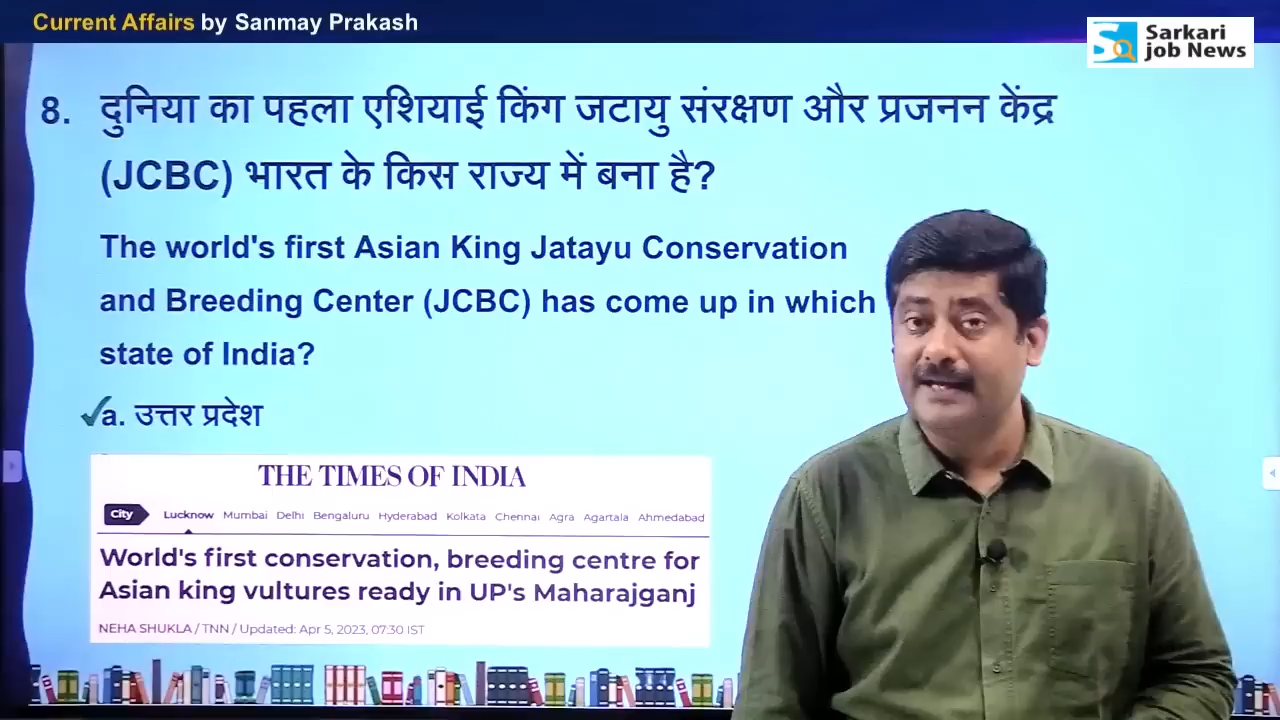 Current Affairs by Sanmay Prakash
Sarkari
job News
8. दुनिया का पहला एशियाई किंग जटायु संरक्षण और प्रजनन केंद्र
(JCBC) भारत के किस राज्य में बना है?
The world's first Asian King Jatayu Conservation
and Breeding Center (JCBC) has come up in which
state of India?
a. उत्तर प्रदेश
THE TIMES OF INDIA
City Lucknow Mumbai Delhi Bengaluru Hyderabad Kolkata Chennai Agra Agartala Ahmedabad
World's first conservation, breeding centre for
Asian king vultures ready in UP's Maharajganj
NEHA SHUKLA / TNN / Updated: Apr 5, 2023, 07:30 IST